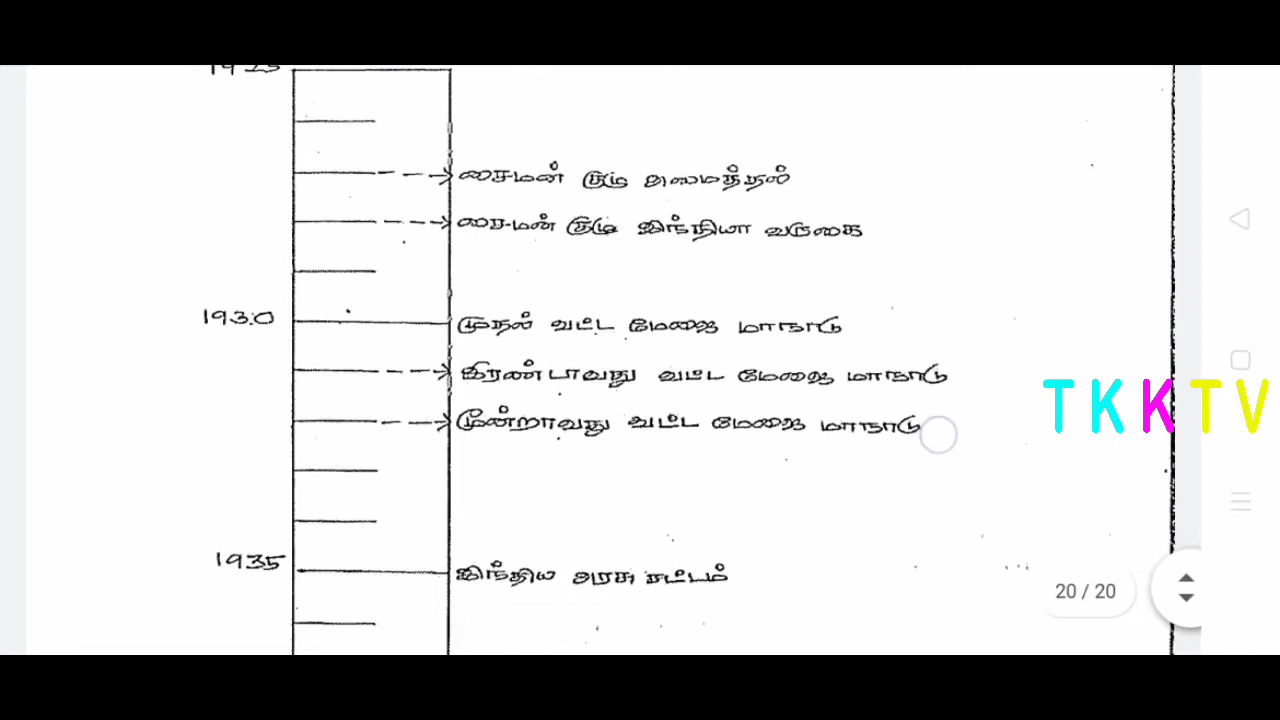 1925
சைமன் குழு அமைத்தல்
சைமன் குழு இந்தியா வருகை
1930
முதல் வட்ட மேஜை மாநாடு
இரண்டாவது வட்ட மேஜை மாநாடு
மூன்றாவது வட்ட மேஜை மாநாடு
TKKTV
1935
இந்திய அரசு சட்டம்
20 / 20